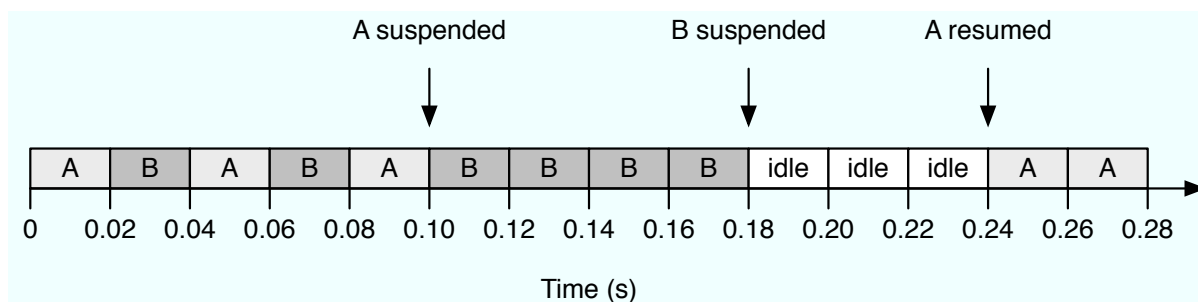 A suspended B suspended A resumed
A B A B A B B B B idle idle idle A A
0 0.02 0.04 0.06 0.08 0.10 0.12 0.14 0.16 0.18 0.20 0.22 0.24 0.26 0.28
Time (s)